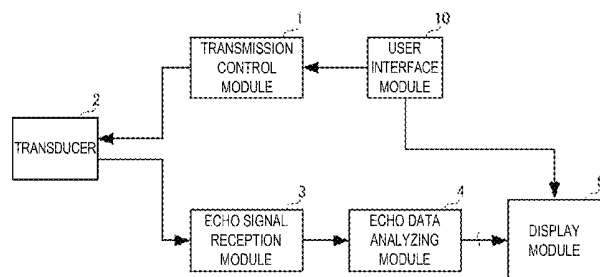 1
TRANSMISSION
CONTROL
MODULE
10
USER
INTERFACE
MODULE
2
TRANSDUCER
3
ECHO SIGNAL
RECEPTION
MODULE
4
ECHO DATA
ANALYZING
MODULE
DISPLAY
MODULE